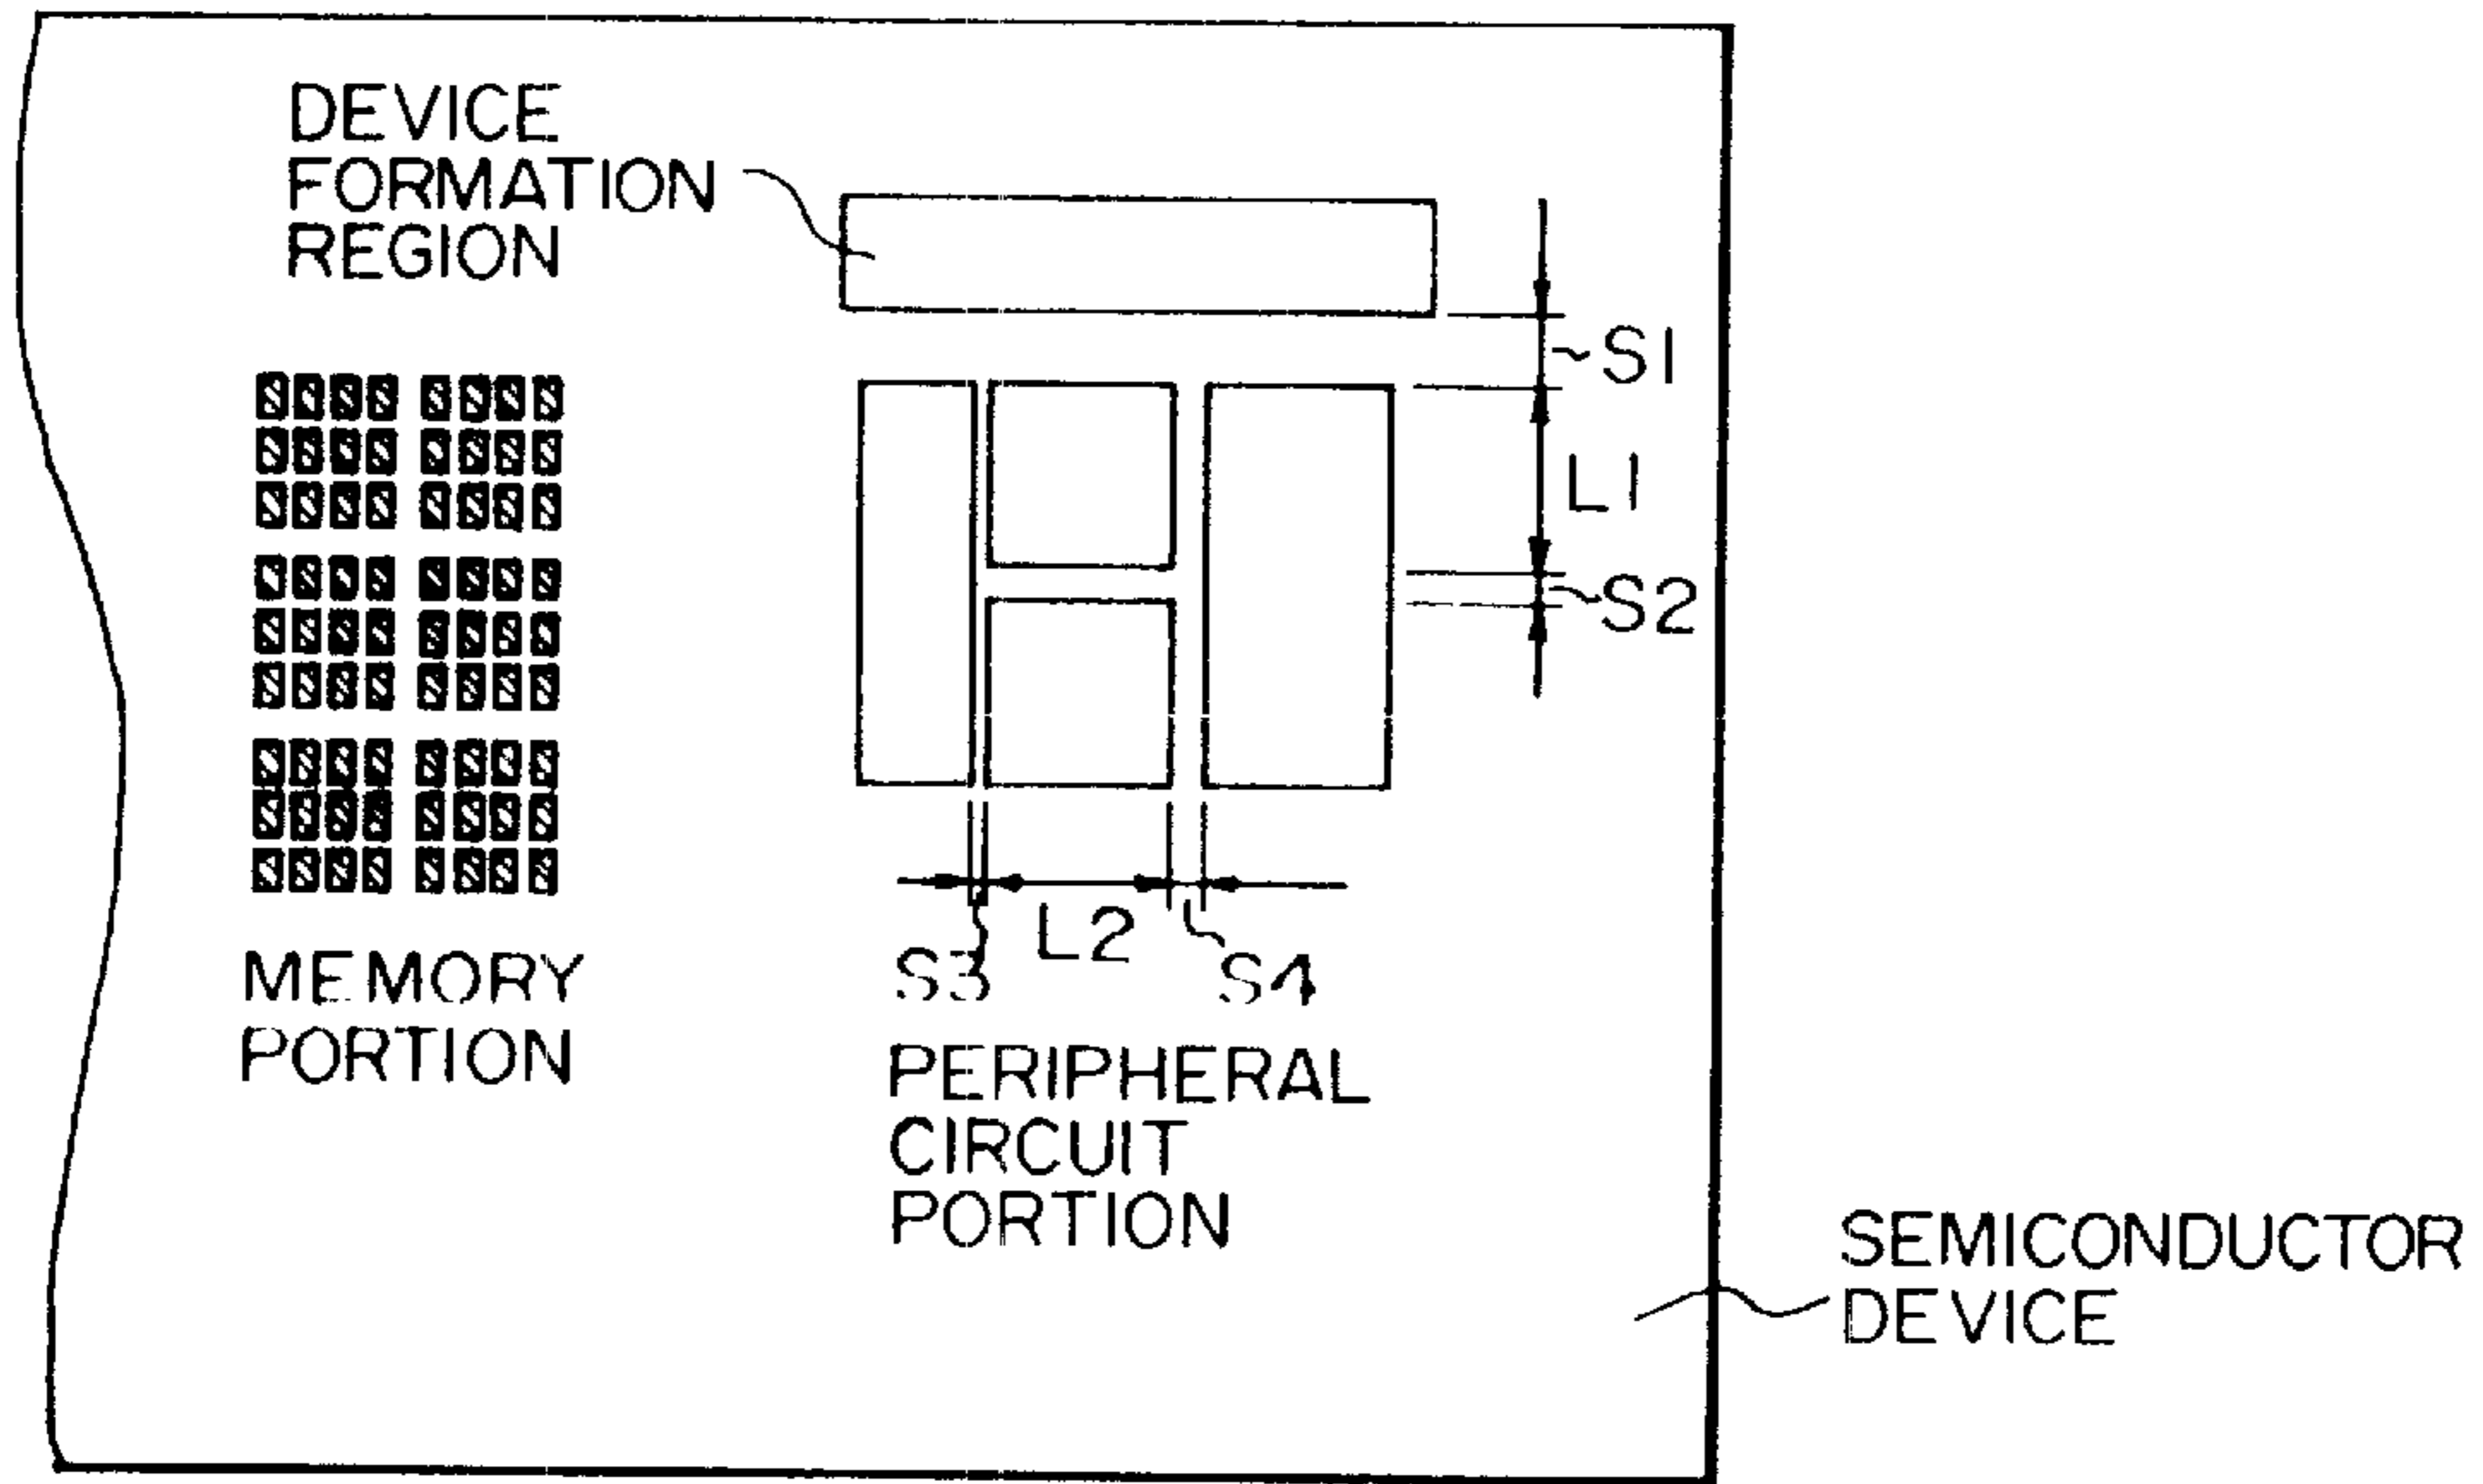 DEVICE
FORMATION
REGION
S1
L1
S2
L2
S3
S4
MEMORY
PORTION
PERIPHERAL
CIRCUIT
PORTION
SEMICONDUCTOR
DEVICE